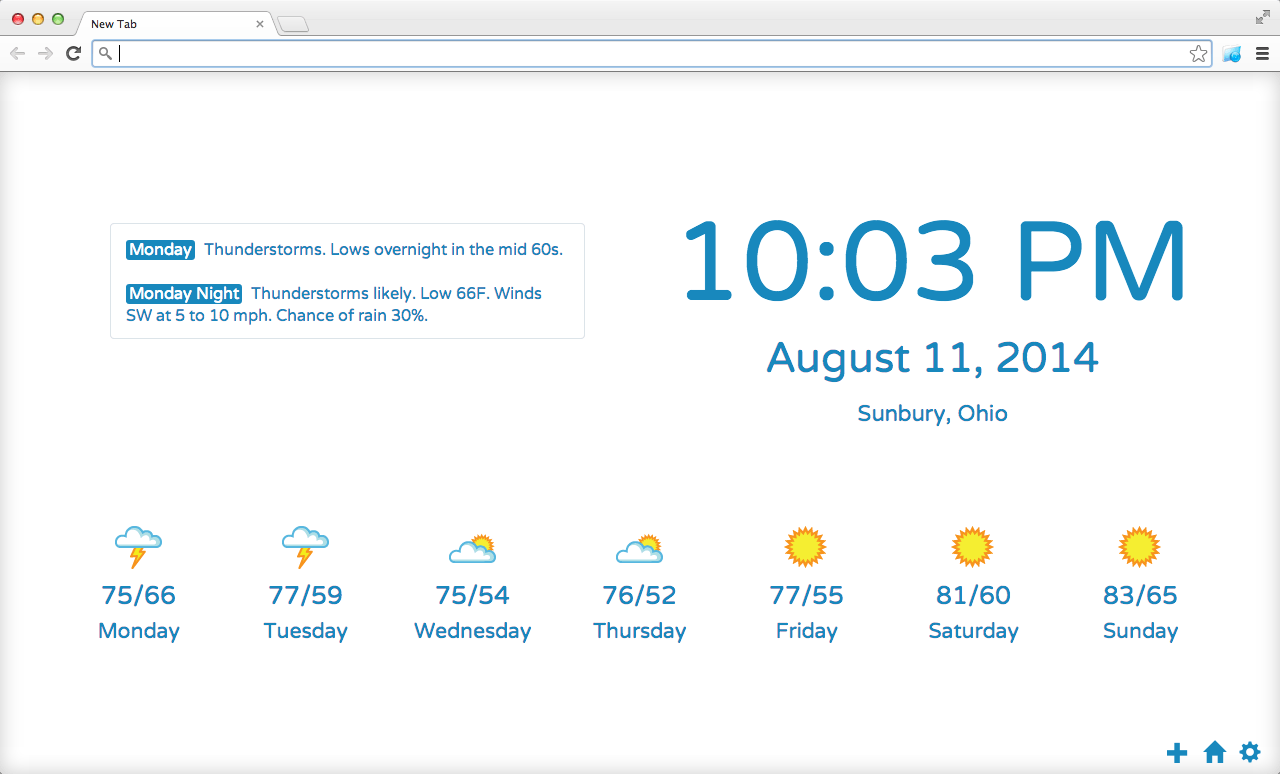 New Tab
Monday Thunderstorms. Lows overnight in the mid 60s.
Monday Night Thunderstorms likely. Low 66F. Winds
SW at 5 to 10 mph. Chance of rain 30%.
10:03 PM
August 11, 2014
Sunbury, Ohio
75/66 77/59 75/54 76/52 77/55 81/60 83/65
Monday Tuesday Wednesday Thursday Friday Saturday Sunday